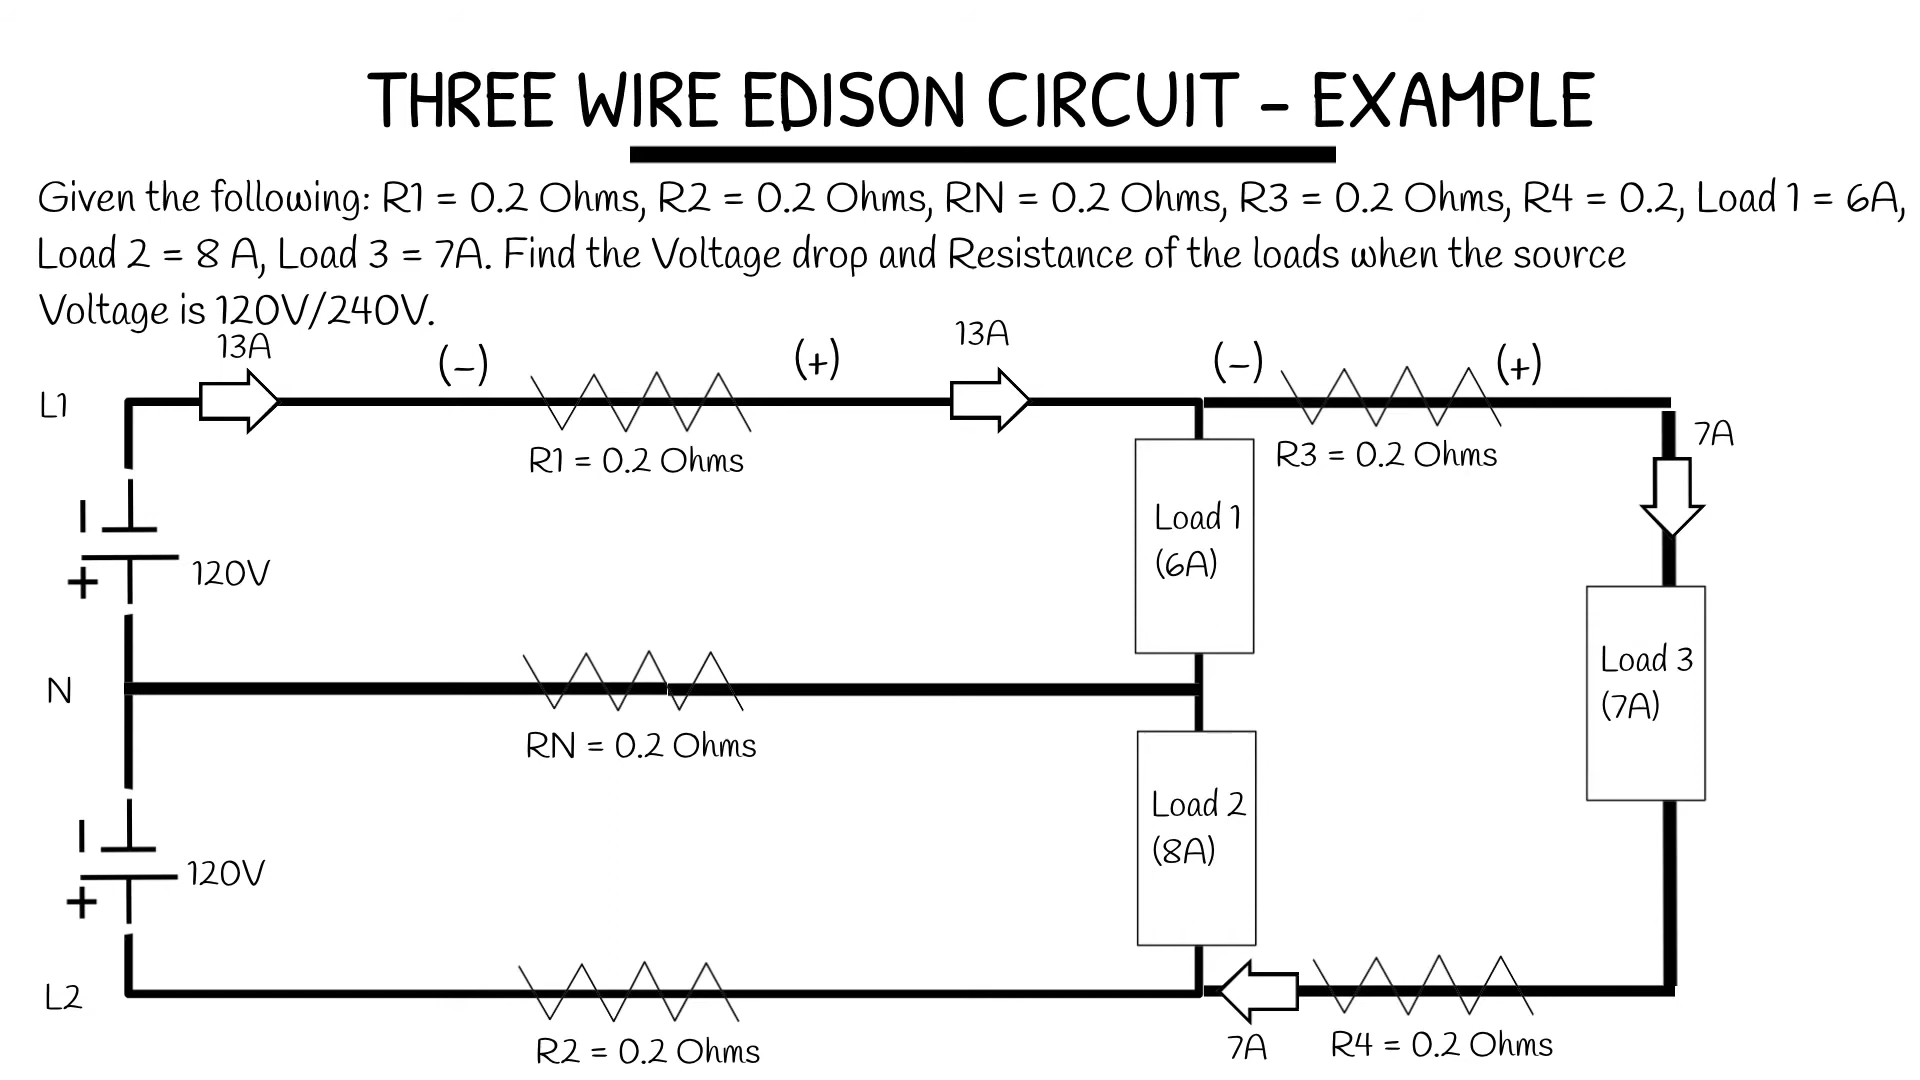 THREE WIRE EDISON CIRCUIT - EXAMPLE
Given the following: R1 = 0.2 Ohms, R2 = 0.2 Ohms, RN = 0.2 Ohms, R3 = 0.2 Ohms, R4 = 0.2, Load 1 = 6A,
Load 2 = 8 A, Load 3 = 7A. Find the Voltage drop and Resistance of the loads when the source
Voltage is 120V/240V.
13A
(-)
(+)
13A
(-)
(+)
L1
R1 = 0.2 Ohms
R3 = 0.2 Ohms
7A
Load 1
(6A)
-
+
120V
Load 3
(7A)
N
RN = 0.2 Ohms
Load 2
(8A)
-
+
120V
L2
R2 = 0.2 Ohms
7A
R4 = 0.2 Ohms